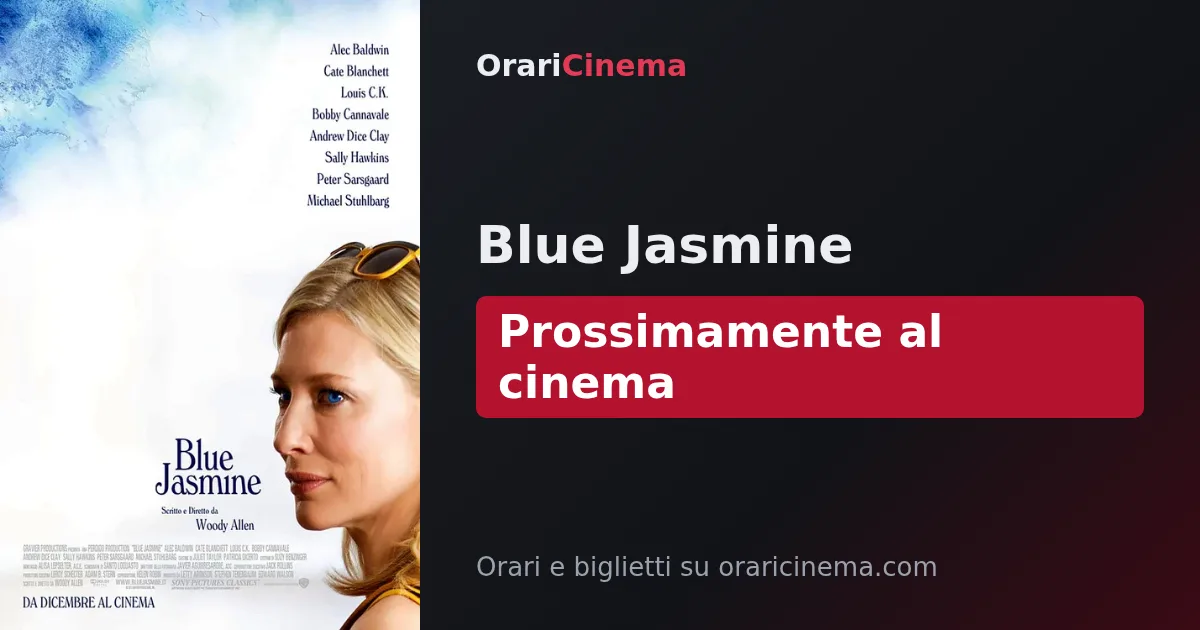 Alec Baldwin
Cate Blanchett
Louis C.K.
Bobby Cannavale
Andrew Dice Clay
Sally Hawkins
Peter Sarsgaard
Michael Stuhlbarg
Blue
Jasmine
Scritto e Diretto da
Woody Allen
DA DICEMBRE AL CINEMA
OrariCinema
Blue Jasmine
Prossimamente al
cinema
Orari e biglietti su oraricinema.com